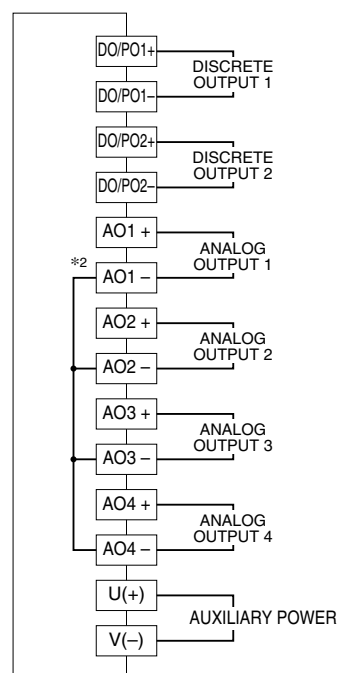 DO/PO1+
DISCRETE
OUTPUT 1
DO/PO1–
DO/PO2+
DISCRETE
OUTPUT 2
DO/PO2–
AO1 +
ANALOG
OUTPUT 1
*2
AO1 –
AO2 +
ANALOG
OUTPUT 2
AO2 –
AO3 +
ANALOG
OUTPUT 3
AO3 –
AO4 +
ANALOG
OUTPUT 4
AO4 –
U(+)
AUXILIARY POWER
V(–)